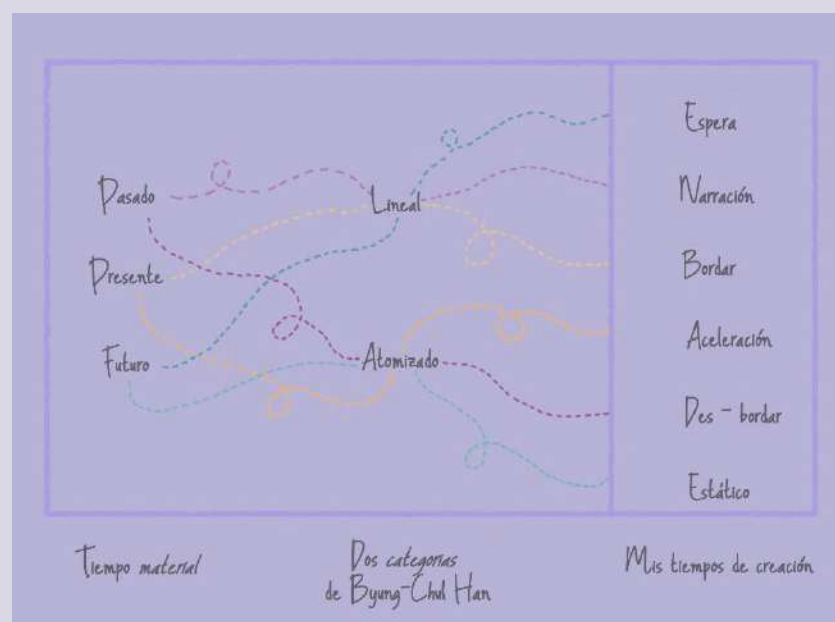 Pasado
Presente
Futuro
Lineal
Atomizado
Espera
Narración
Bordar
Aceleración
Des - bordar
Estático
Tiempo material
Dos categorías
de Byung-Chul Han
Mis tiempos de creación